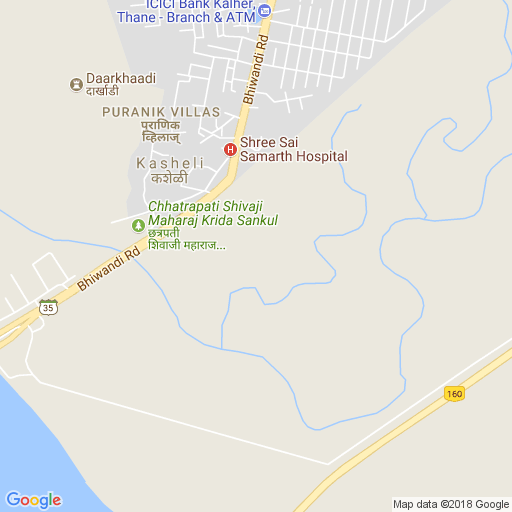 ICICI Bank Kalher,
Thane - Branch & ATM
Bhiwandi Rd
Daarkhaadi
दार्खाडी
PURANIK VILLAS
पुराणिक
व्हिलाज्
Shree Sai
Samarth Hospital
Kasheli
कशेळी
Chhatrapati Shivaji
Maharaj Krida Sankul
छत्रपती
शिवाजी महाराज...
Bhiwandi Rd
35
160
Google
Map data ©2018 Google